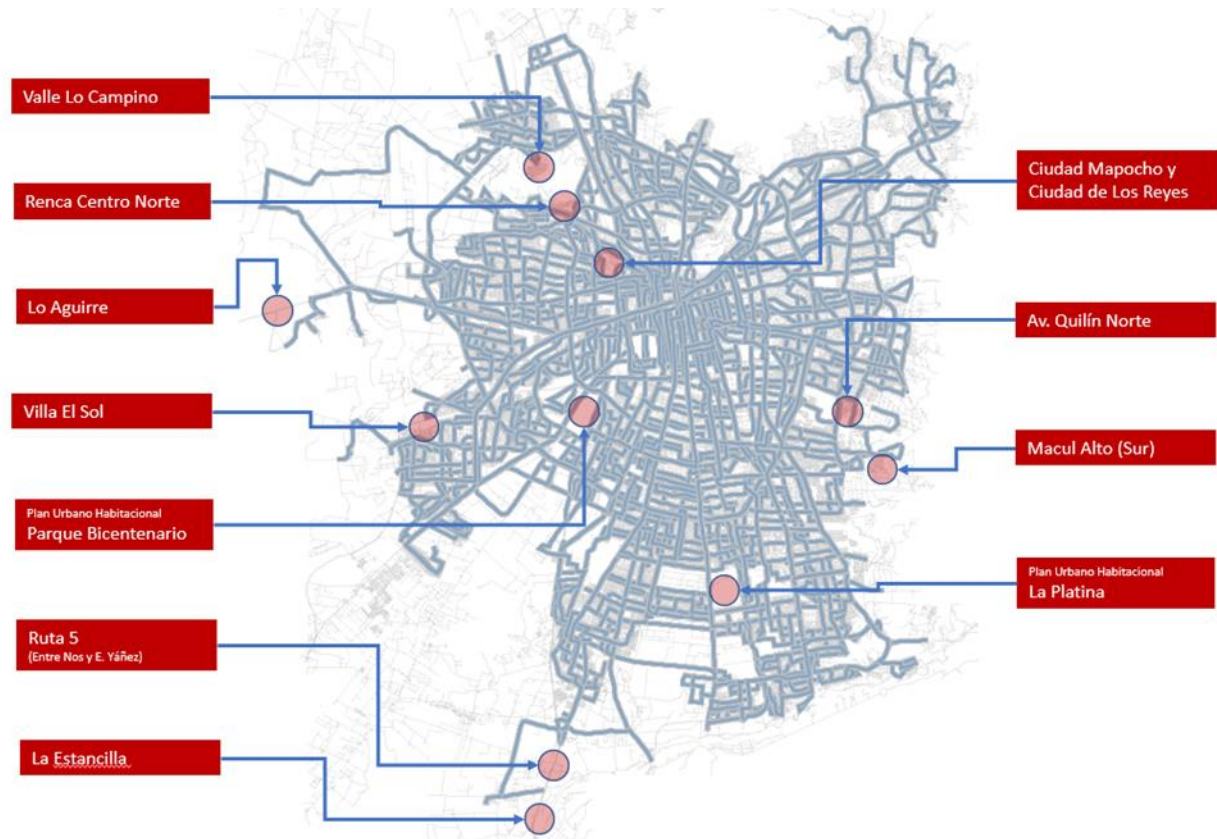 Valle Lo Campino
Renca Centro Norte
Lo Aguirre
Villa El Sol
Plan Urbano Habitacional
Parque Bicentenario
Ruta 5
(Entre Nos y E. Yáñez)
La Estancilla
Ciudad Mapocho y
Ciudad de Los Reyes
Av. Quilín Norte
Macul Alto (Sur)
Plan Urbano Habitacional
La Platina